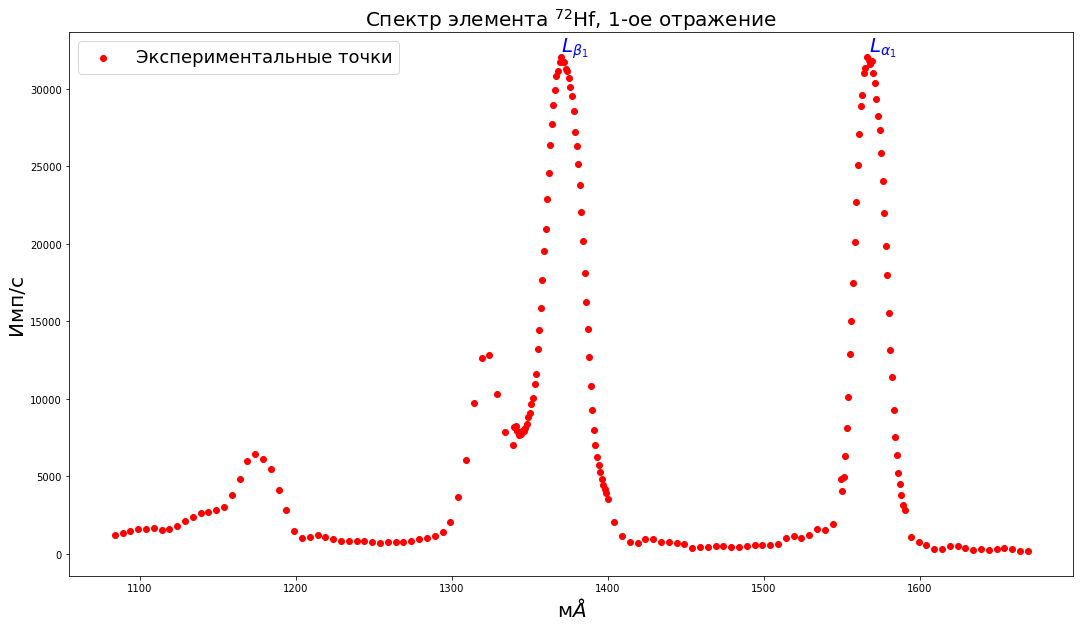 Спектр элемента ⁷²Hf, 1-ое отражение
Экспериментальные точки
L_β₁
L_α₁
Имп/с
30000
25000
20000
15000
10000
5000
0
1100 1200 1300 1400 1500 1600
мÅ